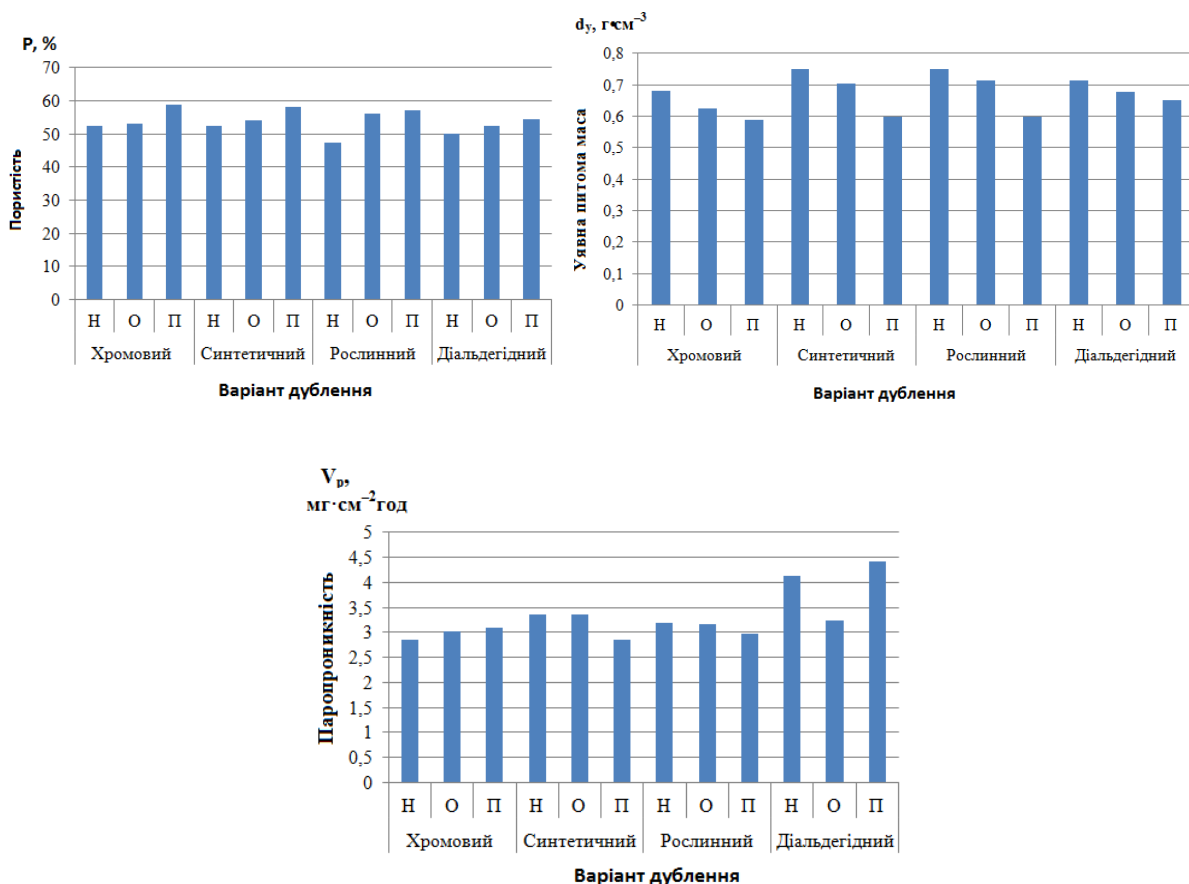 P, %
Пористість
70
60
50
40
30
20
10
0
Н О П Н О П Н О П Н О П
Хромовий Синтетичний Рослинний Діальдегідний
Варіант дублення
dу, г•см⁻³
Уявна питома маса
0,8
0,7
0,6
0,5
0,4
0,3
0,2
0,1
0
Н О П Н О П Н О П Н О П
Хромовий Синтетичний Рослинний Діальдегідний
Варіант дублення
Vp,
мг·см⁻²год
Паропроникність
5
4,5
4
3,5
3
2,5
2
1,5
1
0,5
0
Н О П Н О П Н О П Н О П
Хромовий Синтетичний Рослинний Діальдегідний
Варіант дублення